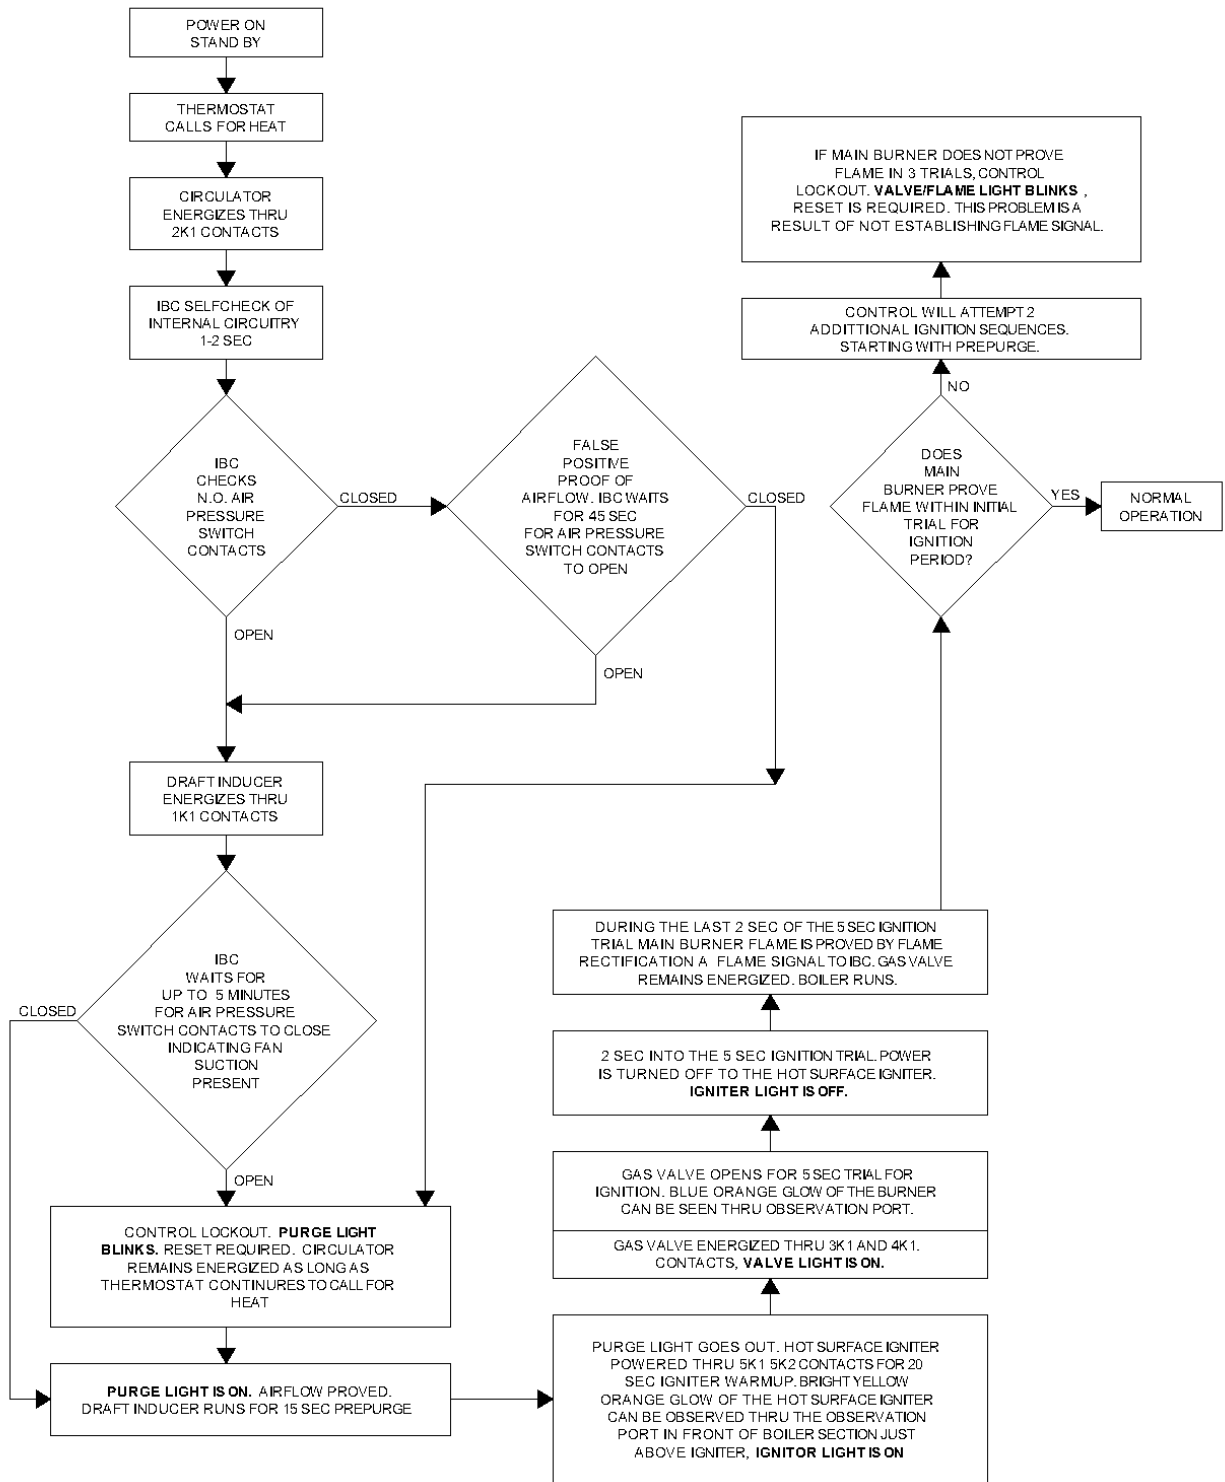 POWER ON
STAND BY
THERMOSTAT
CALLS FOR HEAT
CIRCULATOR
ENERGIZES THRU
2K1 CONTACTS
IBC SELFCHECK OF
INTERNAL CIRCUITRY
1-2 SEC
IBC
CHECKS
N.O. AIR
PRESSURE
SWITCH
CONTACTS
CLOSED
OPEN
FALSE
POSITIVE
PROOF OF
AIRFLOW. IBC WAITS
FOR 45 SEC
FOR AIR PRESSURE
SWITCH CONTACTS
TO OPEN
CLOSED
OPEN
DRAFT INDUCER
ENERGIZES THRU
1K1 CONTACTS
IBC
WAITS FOR
UP TO 5 MINUTES
FOR AIR PRESSURE
SWITCH CONTACTS TO CLOSE
INDICATING FAN
SUCTION
PRESENT
CLOSED
OPEN
CONTROL LOCKOUT. PURGE LIGHT
BLINKS. RESET REQUIRED. CIRCULATOR
REMAINS ENERGIZED AS LONG AS
THERMOSTAT CONTINURES TO CALL FOR
HEAT
PURGE LIGHT IS ON. AIRFLOW PROVED.
DRAFT INDUCER RUNS FOR 15 SEC PREPURGE
PURGE LIGHT GOES OUT. HOT SURFACE IGNITER
POWERED THRU 5K1 5K2 CONTACTS FOR 20
SEC IGNITER WARMUP. BRIGHT YELLOW
ORANGE GLOW OF THE HOT SURFACE IGNITER
CAN BE OBSERVED THRU THE OBSERVATION
PORT IN FRONT OF BOILER SECTION JUST
ABOVE IGNITER, IGNITOR LIGHT IS ON
GAS VALVE OPENS FOR 5 SEC TRIAL FOR
IGNITION. BLUE ORANGE GLOW OF THE BURNER
CAN BE SEEN THRU OBSERVATION PORT.
GAS VALVE ENERGIZED THRU 3K1 AND 4K1.
CONTACTS, VALVE LIGHT IS ON.
2 SEC INTO THE 5 SEC IGNITION TRIAL. POWER
IS TURNED OFF TO THE HOT SURFACE IGNITER.
IGNITER LIGHT IS OFF.
DURING THE LAST 2 SEC OF THE 5 SEC IGNITION
TRIAL MAIN BURNER FLAME IS PROVED BY FLAME
RECTIFICATION A FLAME SIGNAL TO IBC. GAS VALVE
REMAINS ENERGIZED. BOILER RUNS.
DOES
MAIN
BURNER PROVE
FLAME WITHIN INITIAL
TRIAL FOR
IGNITION
PERIOD?
YES
NORMAL
OPERATION
NO
CONTROL WILL ATTEMPT 2
ADDITTIONAL IGNITION SEQUENCES.
STARTING WITH PREPURGE.
IF MAIN BURNER DOES NOT PROVE
FLAME IN 3 TRIALS, CONTROL
LOCKOUT. VALVE/FLAME LIGHT BLINKS ,
RESET IS REQUIRED. THIS PROBLEM IS A
RESULT OF NOT ESTABLISHING FLAME SIGNAL.